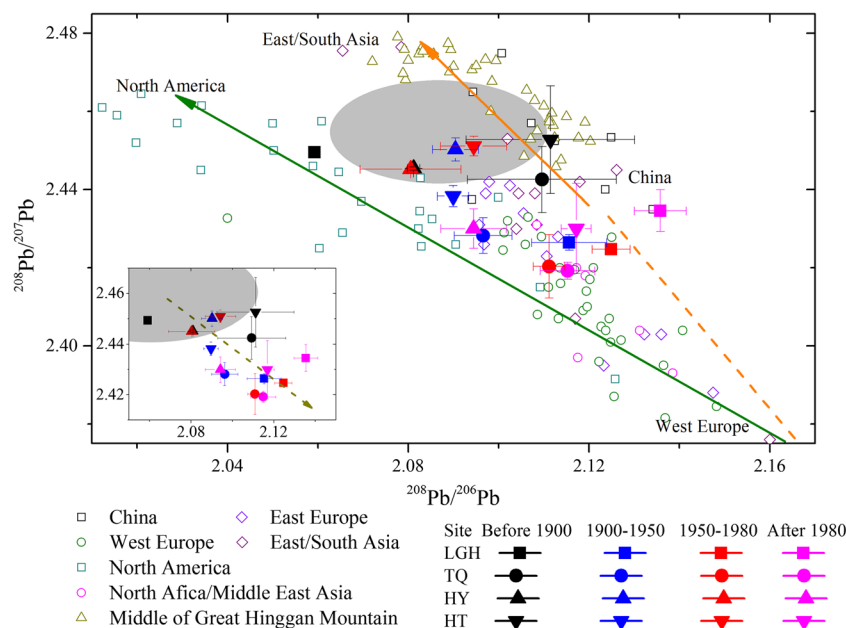 2.48
East/South Asia
North America
2.44
China
²⁰⁸Pb/²⁰⁷Pb
2.46
2.44
2.42
2.08 2.12
2.40
West Europe
2.04 2.08 2.12 2.16
²⁰⁸Pb/²⁰⁶Pb
China East Europe
West Europe East/South Asia
North America
North Afica/Middle East Asia
Middle of Great Hinggan Mountain
Site Before 1900 1900-1950 1950-1980 After 1980
LGH
TQ
HY
HT